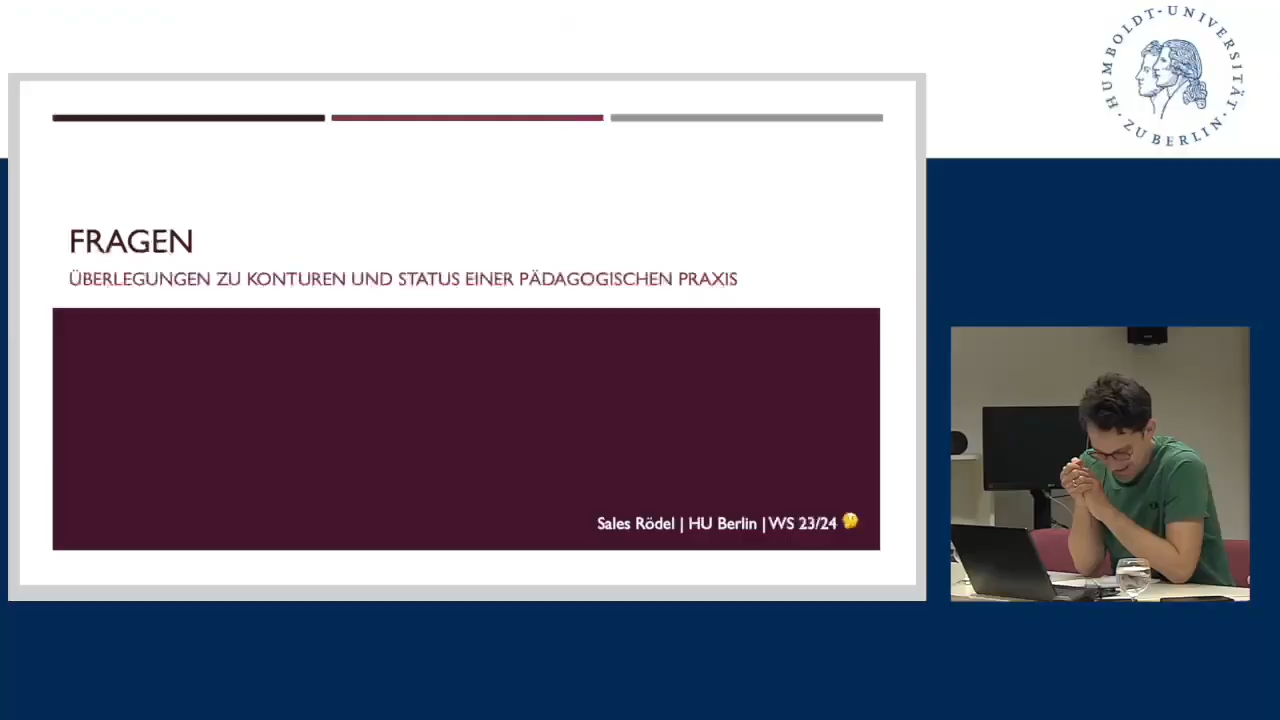 HUMBOLDT-UNIVERSITÄT
· ZU BERLIN ·
FRAGEN
ÜBERLEGUNGEN ZU KONTUREN UND STATUS EINER PÄDAGOGISCHEN PRAXIS
Sales Rödel | HU Berlin | WS 23/24 🤔